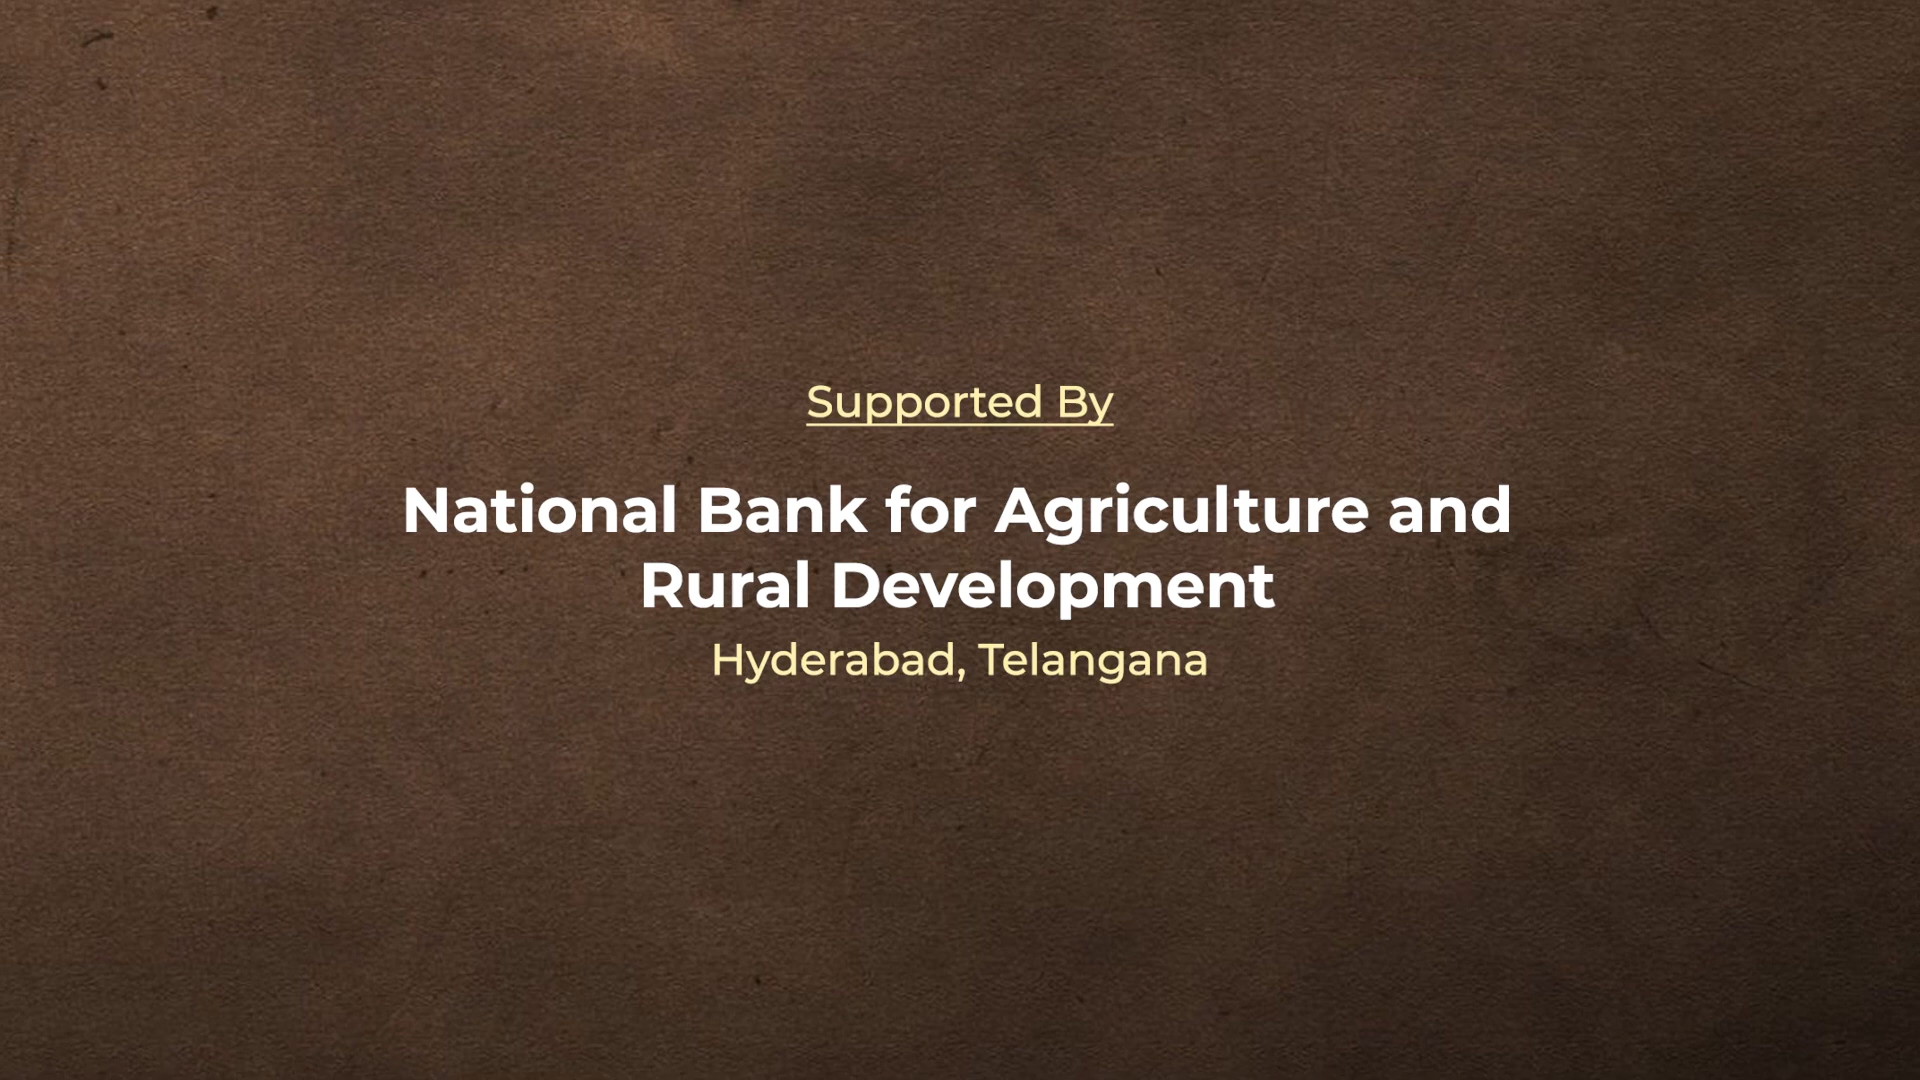 Supported By
National Bank for Agriculture and
Rural Development
Hyderabad, Telangana